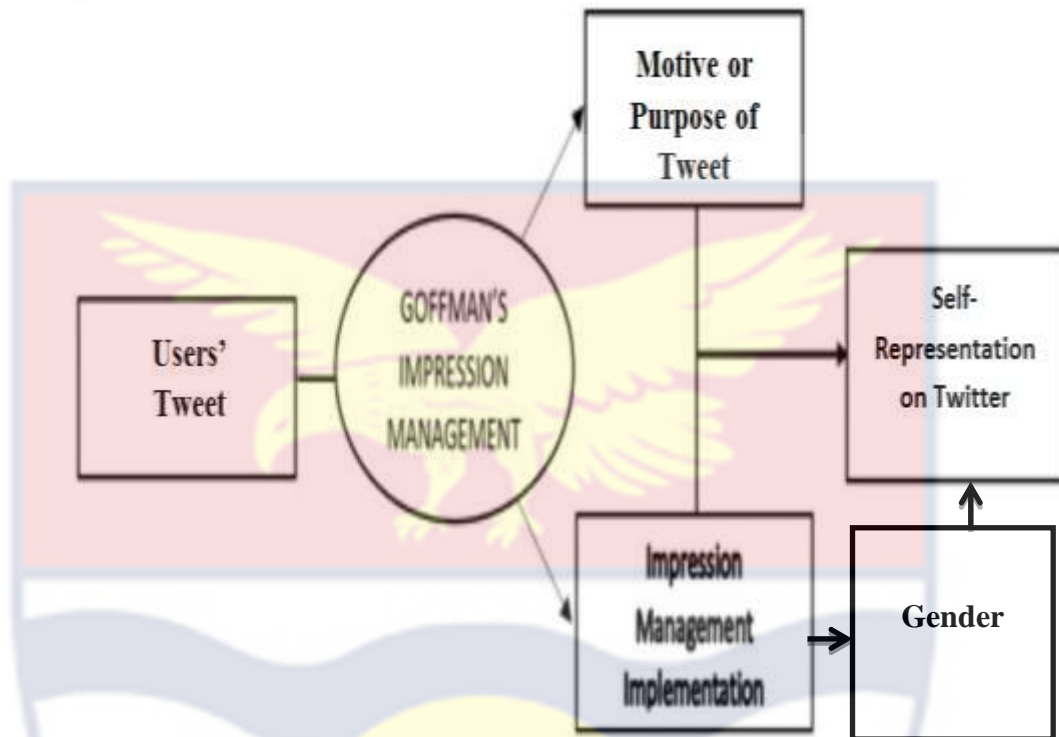 Motive or
Purpose of
Tweet
Users’
Tweet
GOFFMAN'S
IMPRESSION
MANAGEMENT
Self-
Representation
on Twitter
Impression
Management
Implementation
Gender